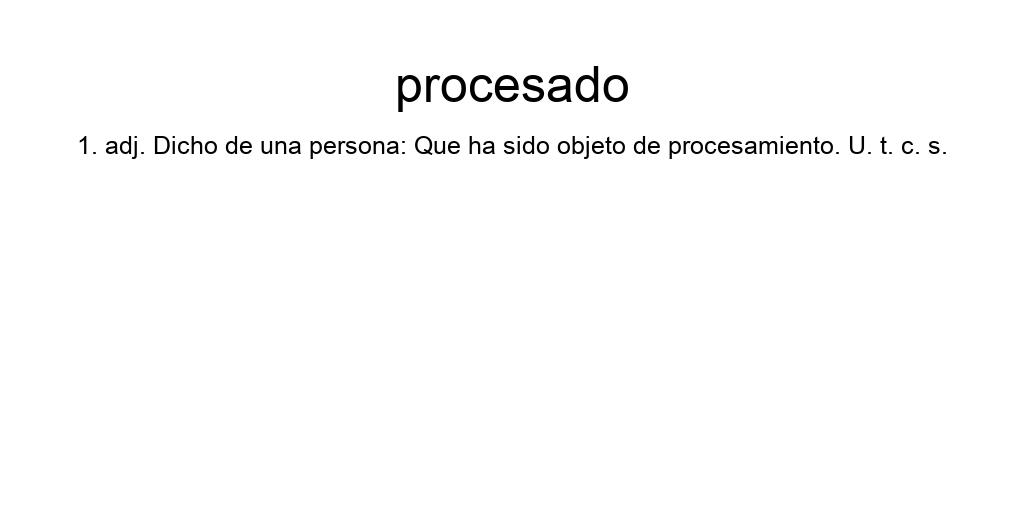 procesado
1. adj. Dicho de una persona: Que ha sido objeto de procesamiento. U. t. c. s.